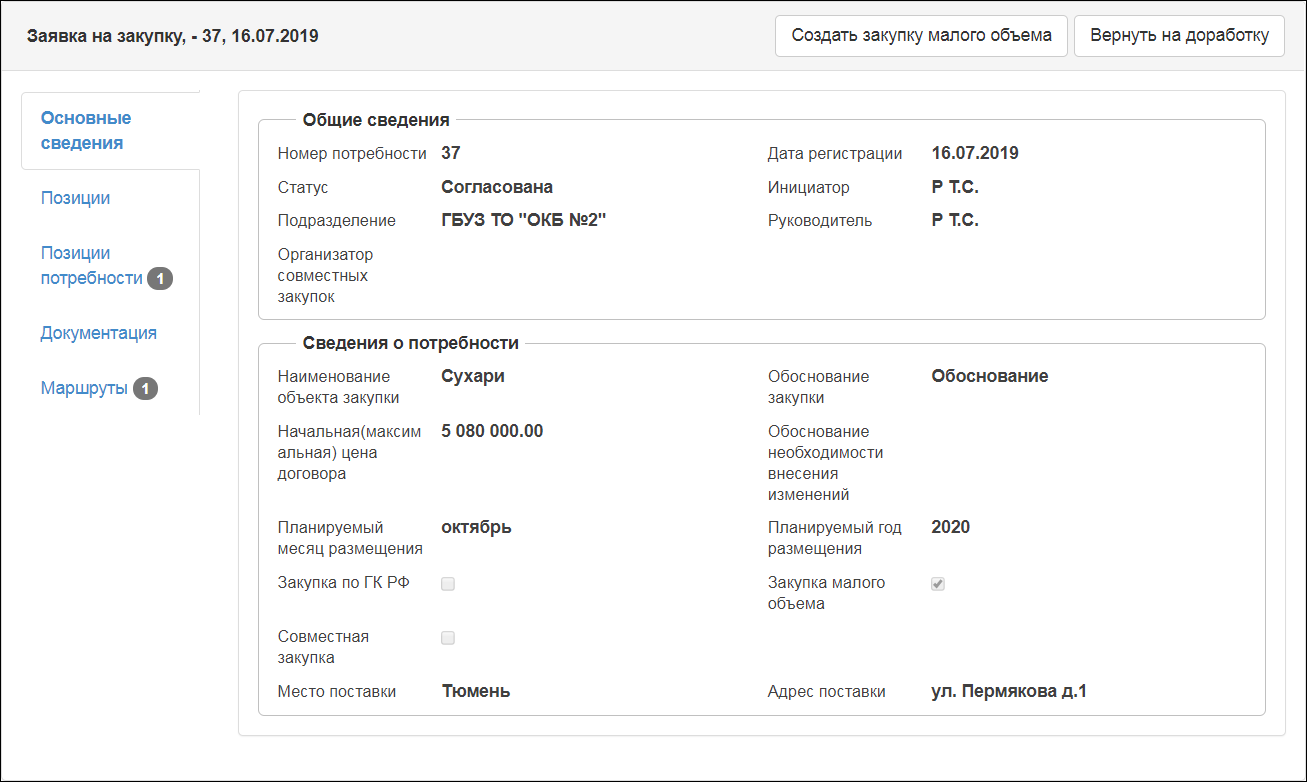 Заявка на закупку, - 37, 16.07.2019
Создать закупку малого объема
Вернуть на доработку
Основные
сведения
Позиции
Позиции
потребности 1
Документация
Маршруты 1
Общие сведения
Номер потребности 37
Дата регистрации 16.07.2019
Статус Согласована
Инициатор Р Т.С.
Подразделение ГБУЗ ТО "ОКБ №2"
Руководитель Р Т.С.
Организатор
совместных
закупок
Сведения о потребности
Наименование
объекта закупки
Сухари
Обоснование
закупки
Обоснование
Начальная(максим
альная) цена
договора
5 080 000.00
Обоснование
необходимости
внесения
изменений
Планируемый
месяц размещения
октябрь
Планируемый год
размещения
2020
Закупка по ГК РФ
Закупка малого
объема
Совместная
закупка
Место поставки Тюмень
Адрес поставки ул. Пермякова д.1